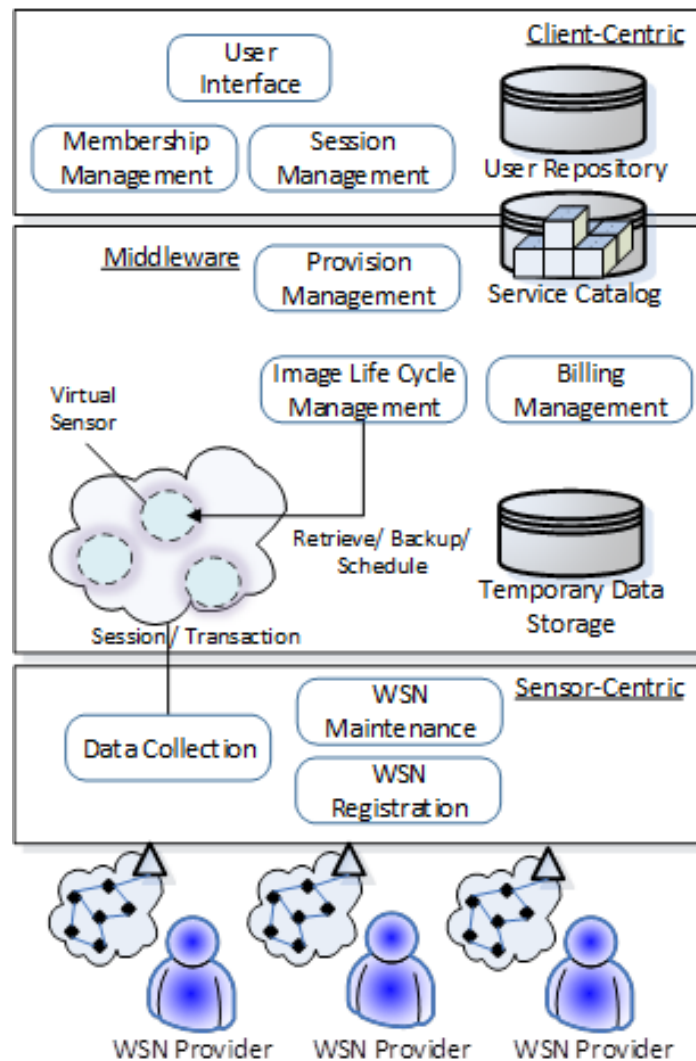 Client-Centric
User
Interface
Membership
Management
Session
Management
User Repository
Middleware
Provision
Management
Service Catalog
Image Life Cycle
Management
Billing
Management
Virtual
Sensor
Retrieve/ Backup/
Schedule
Temporary Data
Storage
Session / Transaction
Sensor-Centric
WSN
Maintenance
Data Collection
WSN
Registration
WSN Provider
WSN Provider
WSN Provider